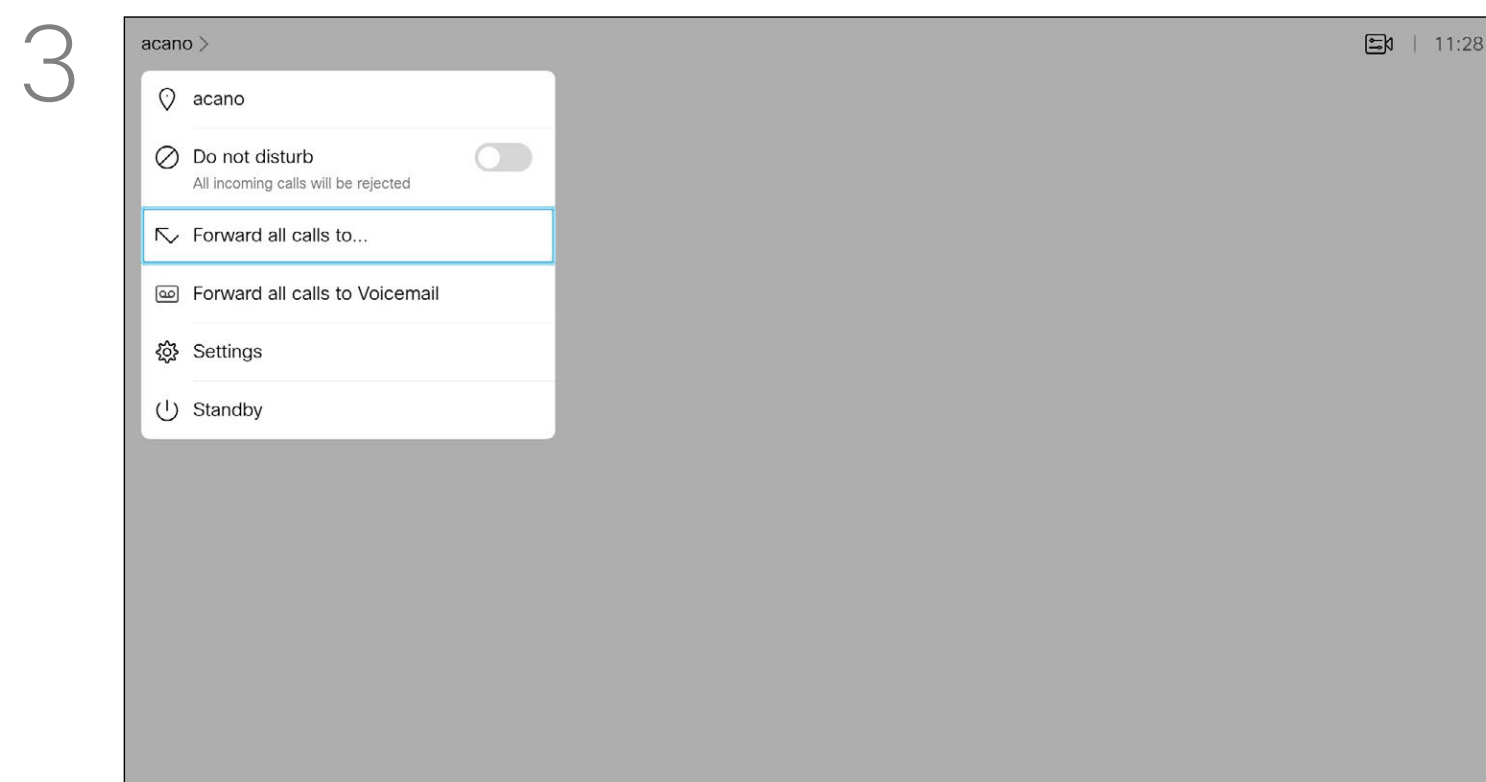 3
acano >
11:28
acano
Do not disturb
All incoming calls will be rejected
Forward all calls to...
Forward all calls to Voicemail
Settings
Standby